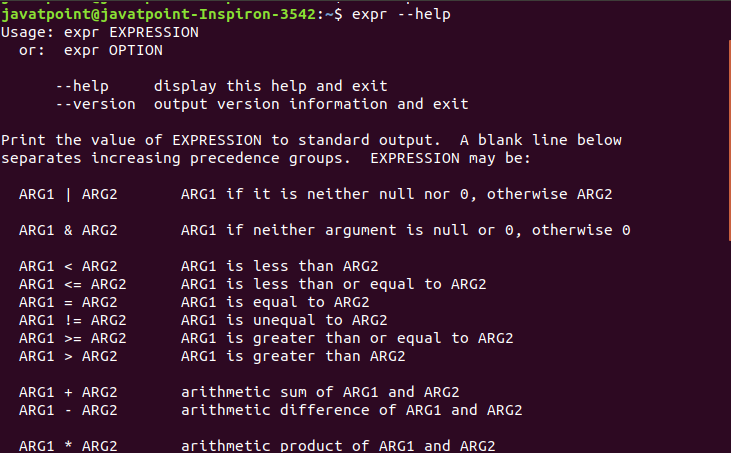 javatpoint@javatpoint-Inspiron-3542:~$ expr --help
Usage: expr EXPRESSION
  or:  expr OPTION

      --help     display this help and exit
      --version  output version information and exit

Print the value of EXPRESSION to standard output.  A blank line below
separates increasing precedence groups.  EXPRESSION may be:

  ARG1 | ARG2       ARG1 if it is neither null nor 0, otherwise ARG2

  ARG1 & ARG2       ARG1 if neither argument is null or 0, otherwise 0

  ARG1 < ARG2       ARG1 is less than ARG2
  ARG1 <= ARG2      ARG1 is less than or equal to ARG2
  ARG1 = ARG2       ARG1 is equal to ARG2
  ARG1 != ARG2      ARG1 is unequal to ARG2
  ARG1 >= ARG2      ARG1 is greater than or equal to ARG2
  ARG1 > ARG2       ARG1 is greater than ARG2

  ARG1 + ARG2       arithmetic sum of ARG1 and ARG2
  ARG1 - ARG2       arithmetic difference of ARG1 and ARG2

  ARG1 * ARG2       arithmetic product of ARG1 and ARG2